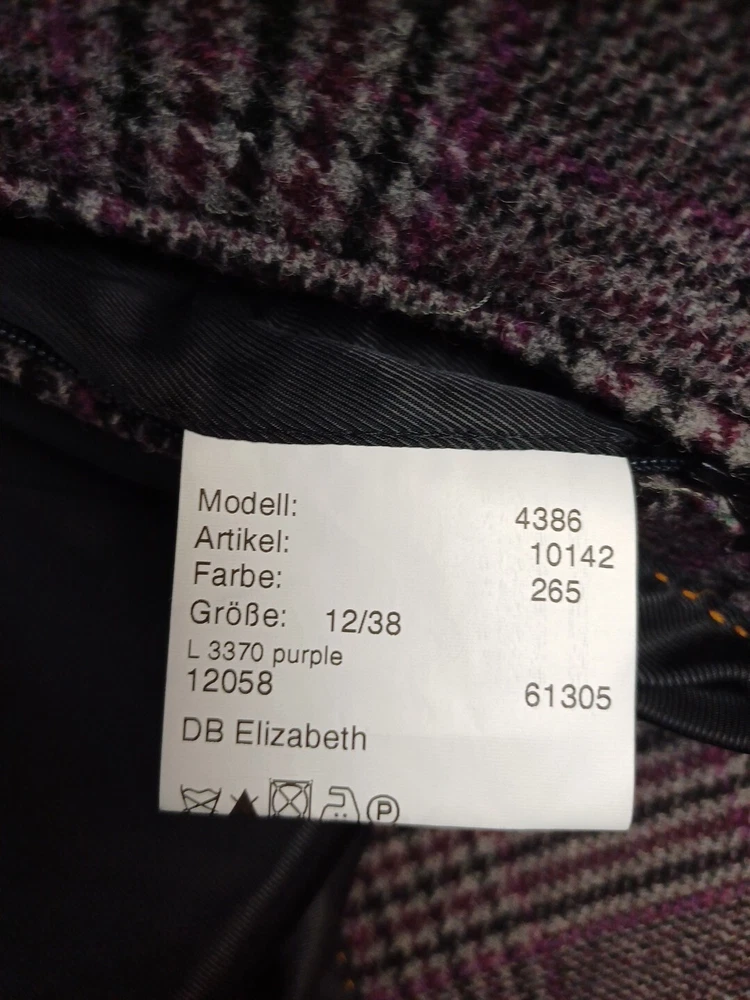 Modell: 4386
Artikel: 10142
Farbe: 265
Größe: 12/38
L 3370 purple
12058 61305
DB Elizabeth
P